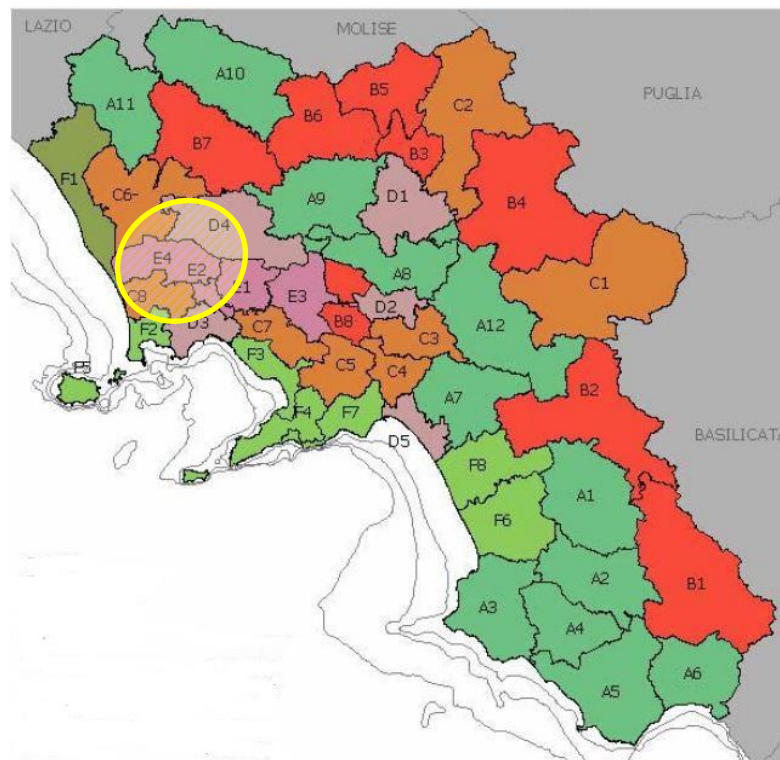 LAZIO
MOLISE
PUGLIA
BASILICATA
A10
A11
B5
C2
B6
B7
B3
F1
C6-
A9
D1
B4
D4
E4
E2
A8
C1
E1
E3
C8
D2
F2
D3
C7
B8
C3
A12
F3
F5
C5
C4
B2
A7
F4
F7
D5
F8
A1
F6
A2
B1
A3
A4
A5
A6